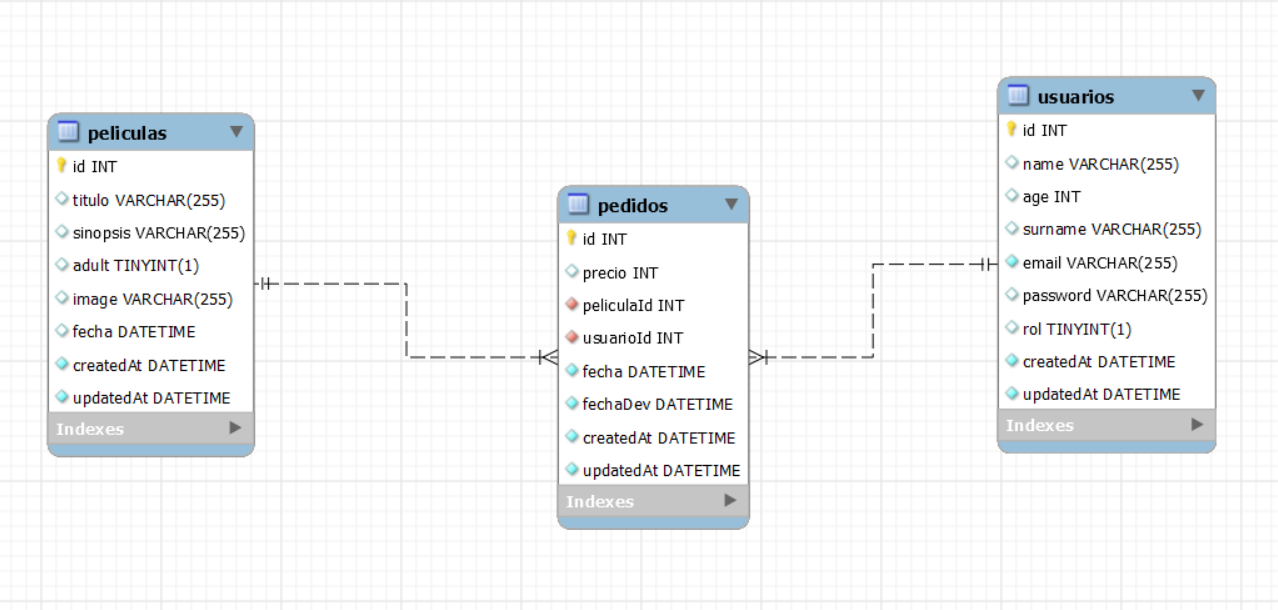 peliculas
id INT
titulo VARCHAR(255)
sinopsis VARCHAR(255)
adult TINYINT(1)
image VARCHAR(255)
fecha DATETIME
createdAt DATETIME
updatedAt DATETIME
Indexes
pedidos
id INT
precio INT
peliculaId INT
usuarioId INT
fecha DATETIME
fechaDev DATETIME
createdAt DATETIME
updatedAt DATETIME
Indexes
usuarios
id INT
name VARCHAR(255)
age INT
surname VARCHAR(255)
email VARCHAR(255)
password VARCHAR(255)
rol TINYINT(1)
createdAt DATETIME
updatedAt DATETIME
Indexes